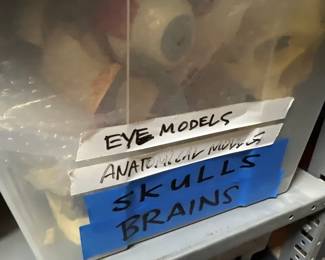 EYE MODELS
ANATOMICAL MODELS
SKULLS
BRAINS